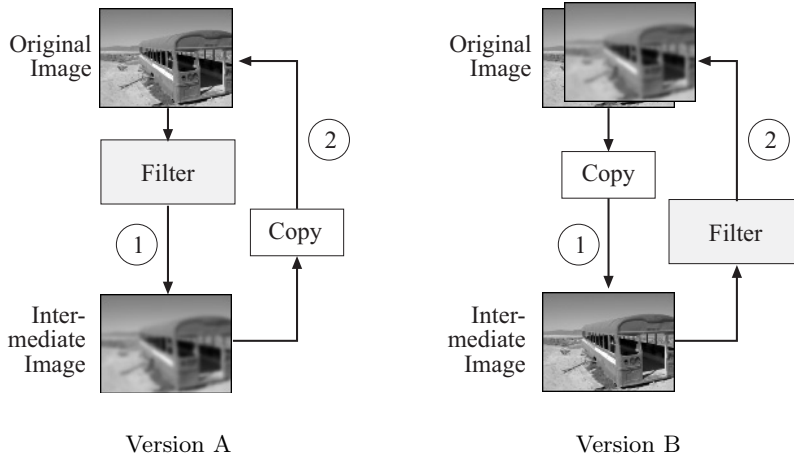 Original
Image
Filter
1
2
Copy
Inter-
mediate
Image
Version A
Original
Image
Copy
1
2
Filter
Inter-
mediate
Image
Version B